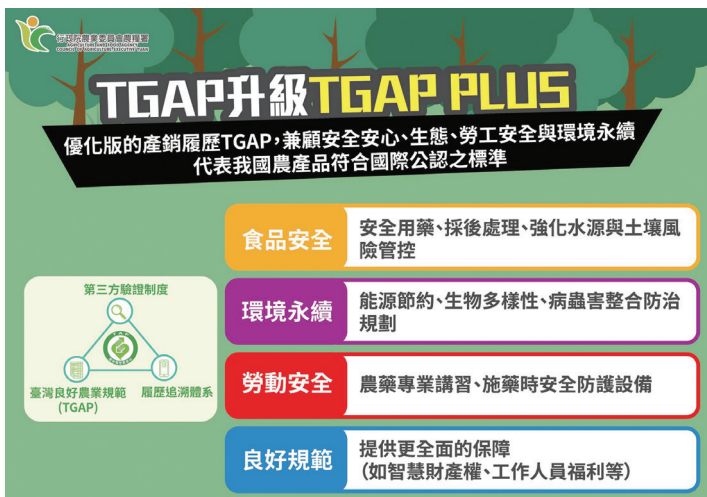 行政院農業委員會農糧署
AGRICULTURE AND FOOD AGENCY
COUNCIL OF AGRICULTURE, EXECUTIVE YUAN
TGAP升級TGAP PLUS
優化版的產銷履歷TGAP,兼顧安全安心、生態、勞工安全與環境永續
代表我國農產品符合國際公認之標準
食品安全
安全用藥、採後處理、強化水源與土壤風
險管控
環境永續
能源節約、生物多樣性、病蟲害整合防治
規劃
勞動安全
農藥專業講習、施藥時安全防護設備
良好規範
提供更全面的保障
(如智慧財產權、工作人員福利等)
第三方驗證制度
臺灣良好農業規範
(TGAP)
履歷追溯體系